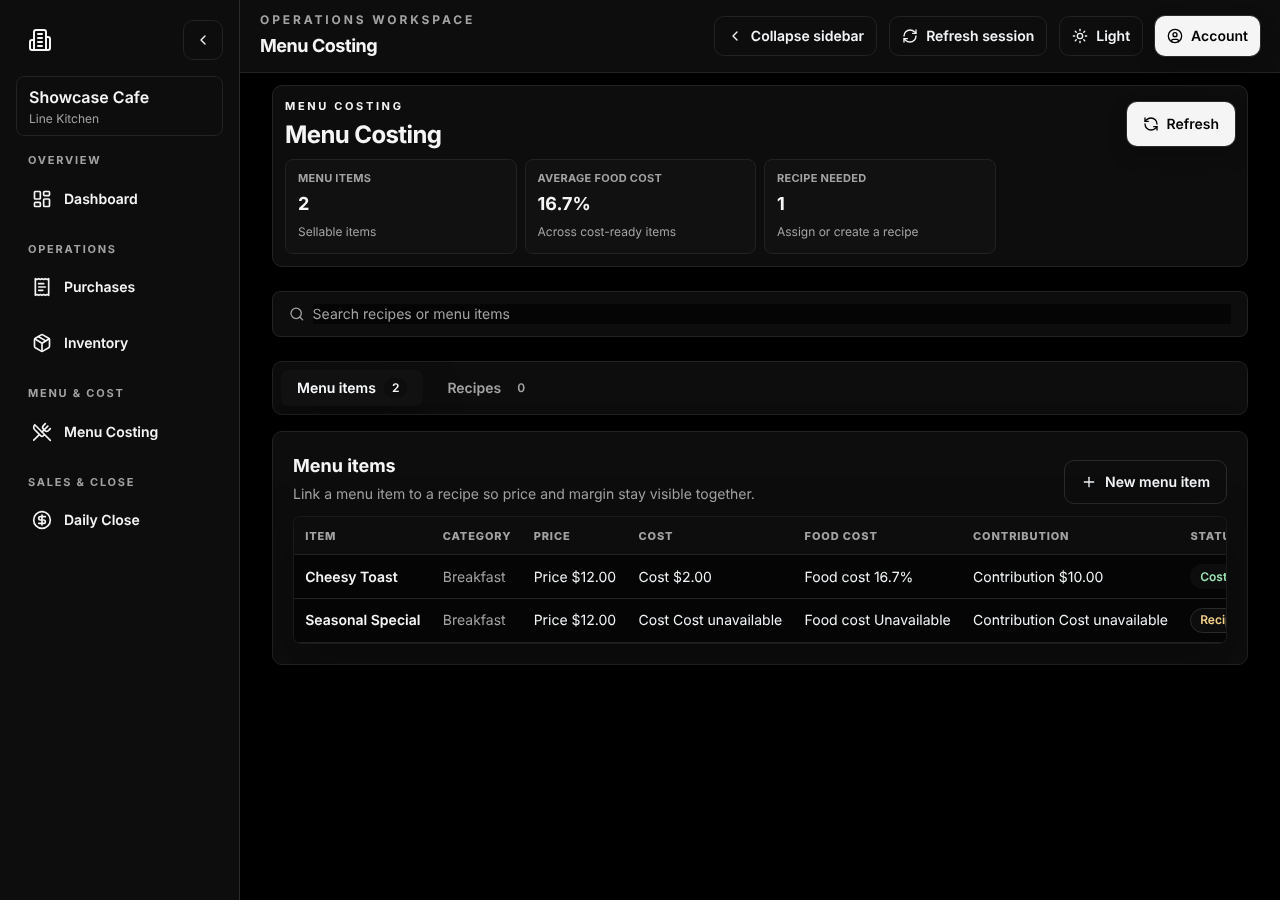 OPERATIONS WORKSPACE
Menu Costing
Collapse sidebar
Refresh session
Light
Account
Showcase Cafe
Line Kitchen
OVERVIEW
Dashboard
OPERATIONS
Purchases
Inventory
MENU & COST
Menu Costing
SALES & CLOSE
Daily Close
MENU COSTING
Menu Costing
Refresh
MENU ITEMS
2
Sellable items
AVERAGE FOOD COST
16.7%
Across cost-ready items
RECIPE NEEDED
1
Assign or create a recipe
Search recipes or menu items
Menu items 2
Recipes 0
Menu items
Link a menu item to a recipe so price and margin stay visible together.
New menu item
ITEM CATEGORY PRICE COST FOOD COST CONTRIBUTION
Cheesy Toast Breakfast Price $12.00 Cost $2.00 Food cost 16.7% Contribution $10.00 Cost
Seasonal Special Breakfast Price $12.00 Cost Cost unavailable Food cost Unavailable Contribution Cost unavailable